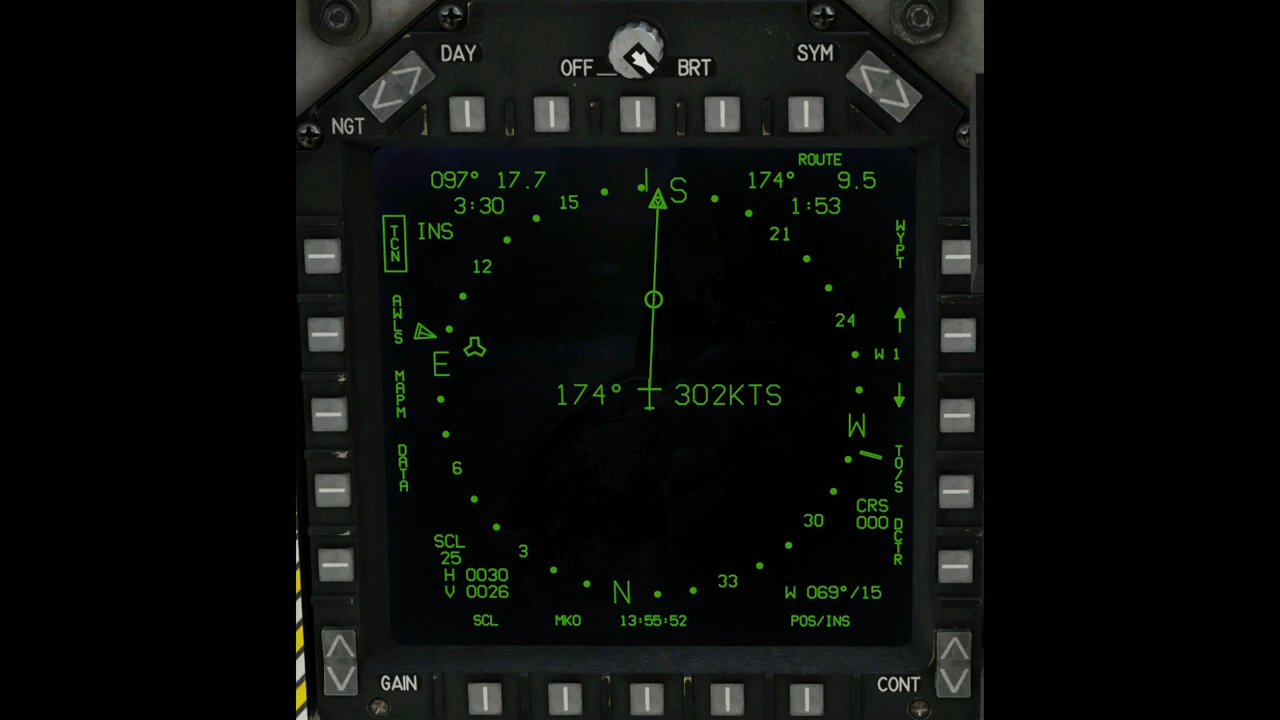 DAY
OFF
BRT
SYM
NGT
ROUTE
097° 17.7
174° 9.5
3:30
1:53
15
S
TCN
INS
WYPT
21
12
AWLS
24
W 1
E
174°
302KTS
MAPM
W
DATA
6
TO/S
CRS
000
30
DCTR
SCL
25
3
H 0030
V 0026
N
33
W 069°/15
SCL
MKO
13:55:52
POS/INS
GAIN
CONT